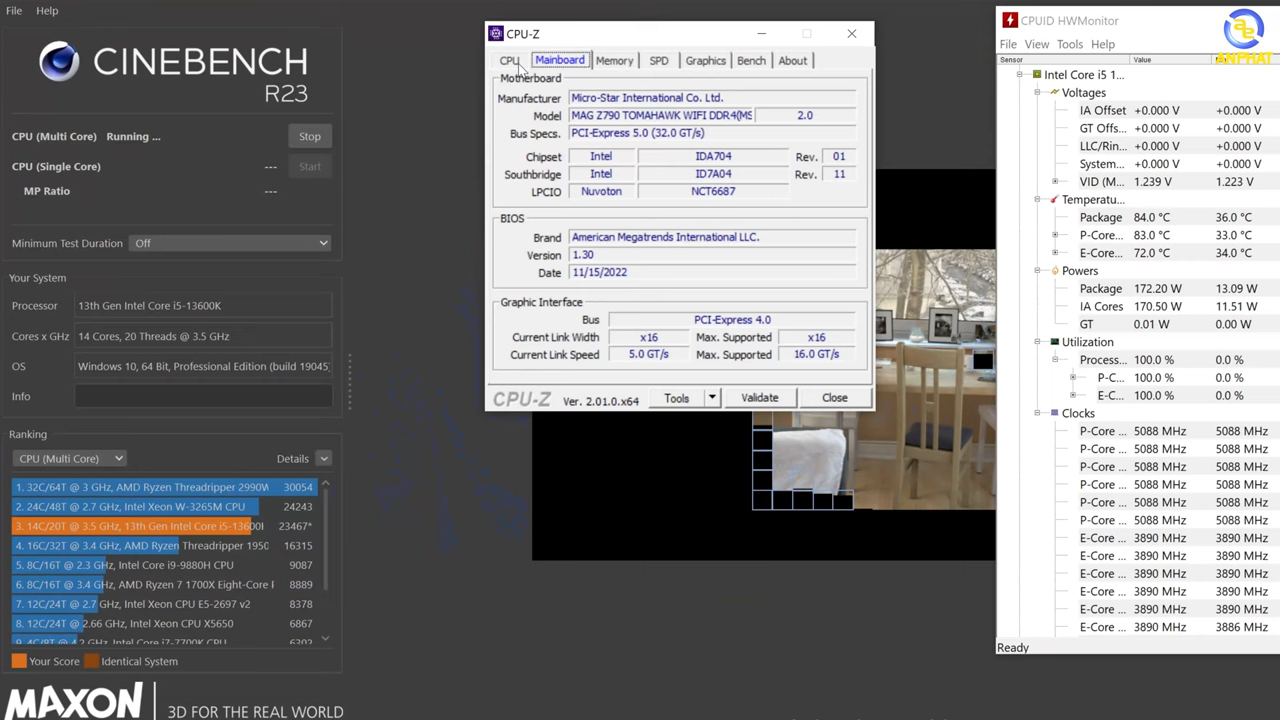 File Help
CINEBENCH
R23
CPU (Multi Core) Running ... Stop
CPU (Single Core) --- Start
MP Ratio ---
Minimum Test Duration Off
Your System
Processor 13th Gen Intel Core i5-13600K
Cores x GHz 14 Cores, 20 Threads @ 3.5 GHz
OS Windows 10, 64 Bit, Professional Edition (build 19045)
Info
Ranking
CPU (Multi Core) Details
1. 32C/64T @ 3 GHz, AMD Ryzen Threadripper 2990W 30054
2. 24C/48T @ 2.7 GHz, Intel Xeon W-3265M CPU 24243
3. 14C/20T @ 3.5 GHz, 13th Gen Intel Core i5-13600I 23467*
4. 16C/32T @ 3.4 GHz, AMD Ryzen Threadripper 1950 16315
5. 8C/16T @ 2.3 GHz, Intel Core i9-9880H CPU 9087
6. 8C/16T @ 3.4 GHz, AMD Ryzen 7 1700X Eight-Core I 8889
7. 12C/24T @ 2.7 GHz, Intel Xeon CPU E5-2697 v2 8378
8. 12C/24T @ 2.66 GHz, Intel Xeon CPU X5650 6867
9. 4C/8T @ 4.2 GHz, Intel Core i7-7700K CPU 6302
Your Score Identical System
MAXON 3D FOR THE REAL WORLD
CPU-Z
CPU Mainboard Memory SPD Graphics Bench About
Motherboard
Manufacturer Micro-Star International Co. Ltd.
Model MAG Z790 TOMAHAWK WIFI DDR4(MS 2.0
Bus Specs. PCI-Express 5.0 (32.0 GT/s)
Chipset Intel IDA704 Rev. 01
Southbridge Intel ID7A04 Rev. 11
LPCIO Nuvoton NCT6687
BIOS
Brand American Megatrends International LLC.
Version 1.30
Date 11/15/2022
Graphic Interface
Bus PCI-Express 4.0
Current Link Width x16 Max. Supported x16
Current Link Speed 5.0 GT/s Max. Supported 16.0 GT/s
CPU-Z Ver. 2.01.0.x64 Tools Validate Close
CPUID HWMonitor
ANPHAT
File View Tools Help
Sensor Value
Intel Core i5 1...
Voltages
IA Offset +0.000 V +0.000 V
GT Offs... +0.000 V +0.000 V
LLC/Rin... +0.000 V +0.000 V
System... +0.000 V +0.000 V
VID (M... 1.239 V 1.223 V
Temperatu...
Package 84.0 °C 36.0 °C
P-Core... 83.0 °C 33.0 °C
E-Core... 72.0 °C 34.0 °C
Powers
Package 172.20 W 13.09 W
IA Cores 170.50 W 11.51 W
GT 0.01 W 0.00 W
Utilization
Proces... 100.0 % 0.0 %
P-C... 100.0 % 0.0 %
E-C... 100.0 % 0.0 %
Clocks
P-Core ... 5088 MHz 5088 MHz
P-Core ... 5088 MHz 5088 MHz
P-Core ... 5088 MHz 5088 MHz
P-Core ... 5088 MHz 5088 MHz
P-Core ... 5088 MHz 5088 MHz
P-Core ... 5088 MHz 5088 MHz
E-Core ... 3890 MHz 3890 MHz
E-Core ... 3890 MHz 3890 MHz
E-Core ... 3890 MHz 3890 MHz
E-Core ... 3890 MHz 3890 MHz
E-Core ... 3890 MHz 3890 MHz
E-Core ... 3890 MHz 3886 MHz
Ready